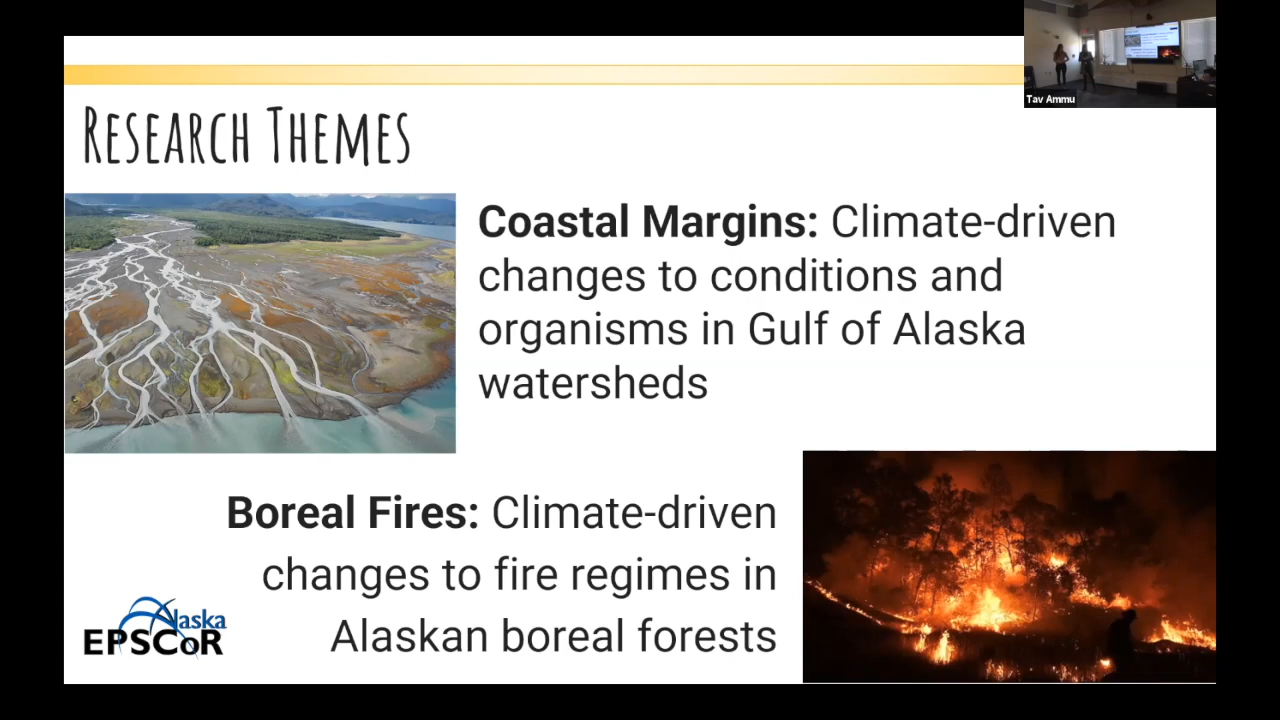 Tav Ammu
RESEARCH THEMES
Coastal Margins: Climate-driven
changes to conditions and
organisms in Gulf of Alaska
watersheds
Boreal Fires: Climate-driven
changes to fire regimes in
Alaskan boreal forests
Alaska
EPSCoR